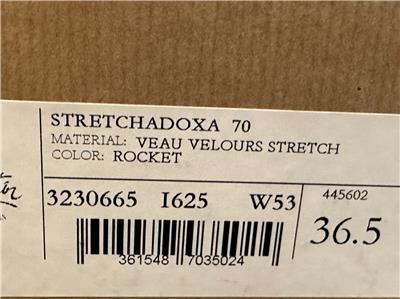 STRETCHADOXA 70
MATERIAL: VEAU VELOURS STRETCH
COLOR: ROCKET
3230665 I625 W53
445602
36.5
361548 7035024